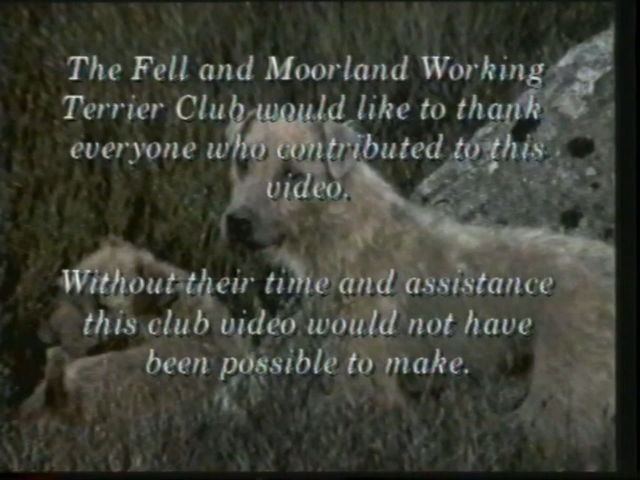 The Fell and Moorland Working
Terrier Club would like to thank
everyone who contributed to this
video.
Without their time and assistance
this club video would not have
been possible to make.